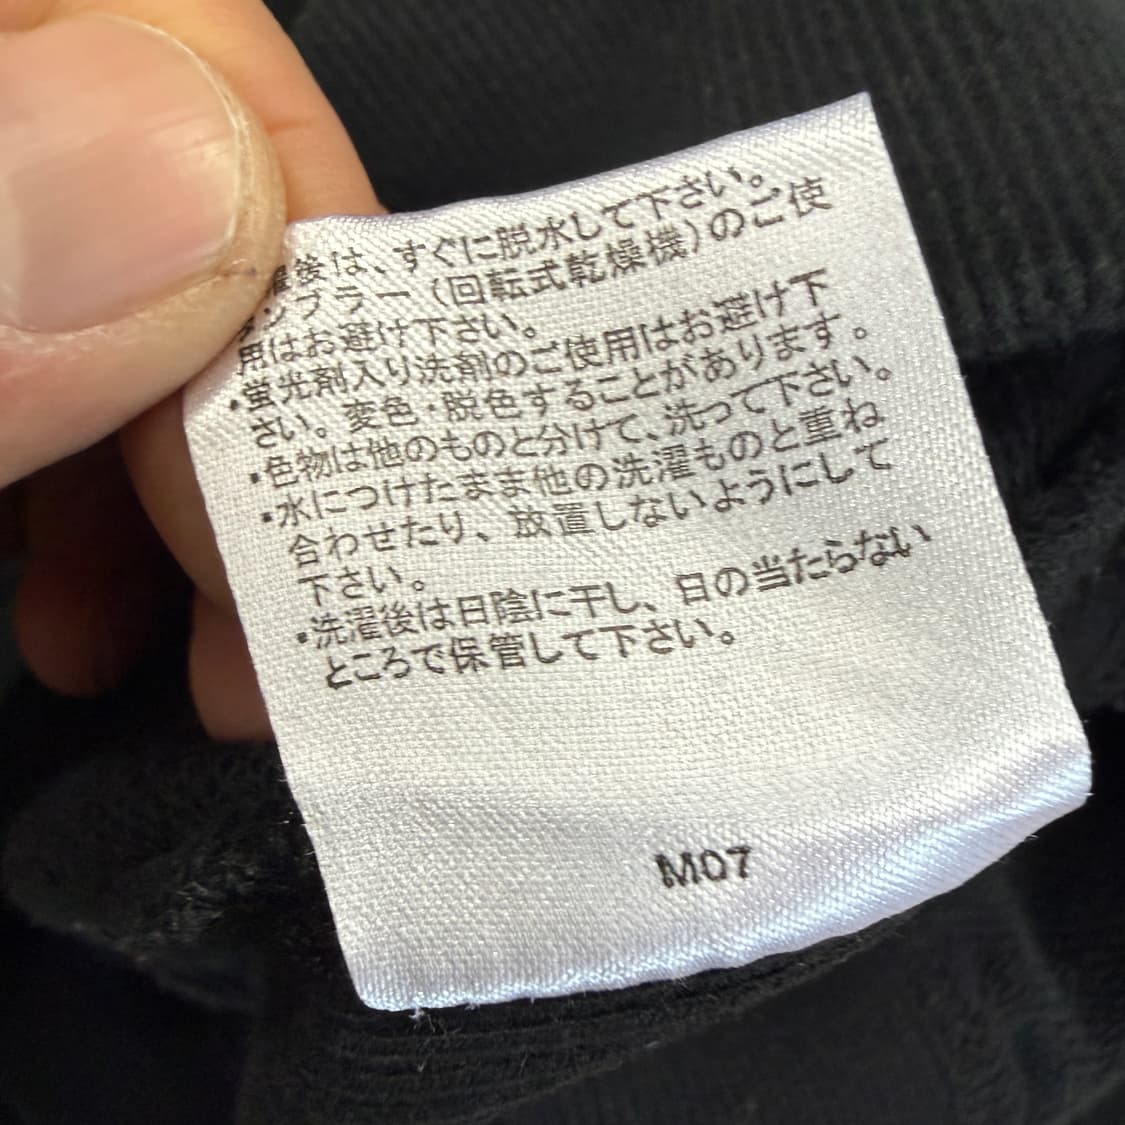 濯後は、すぐに脱水して下さい。
タンブラー(回転式乾燥機)のご使
用はお避け下さい。
・蛍光剤入り洗剤のご使用はお避け下
さい。変色・脱色することがあります。
・色物は他のものと分けて、洗って下さい。
・水につけたまま他の洗濯ものと重ね
合わせたり、放置しないようにして
下さい。
・洗濯後は日陰に干し、日の当たらない
ところで保管して下さい。
M07